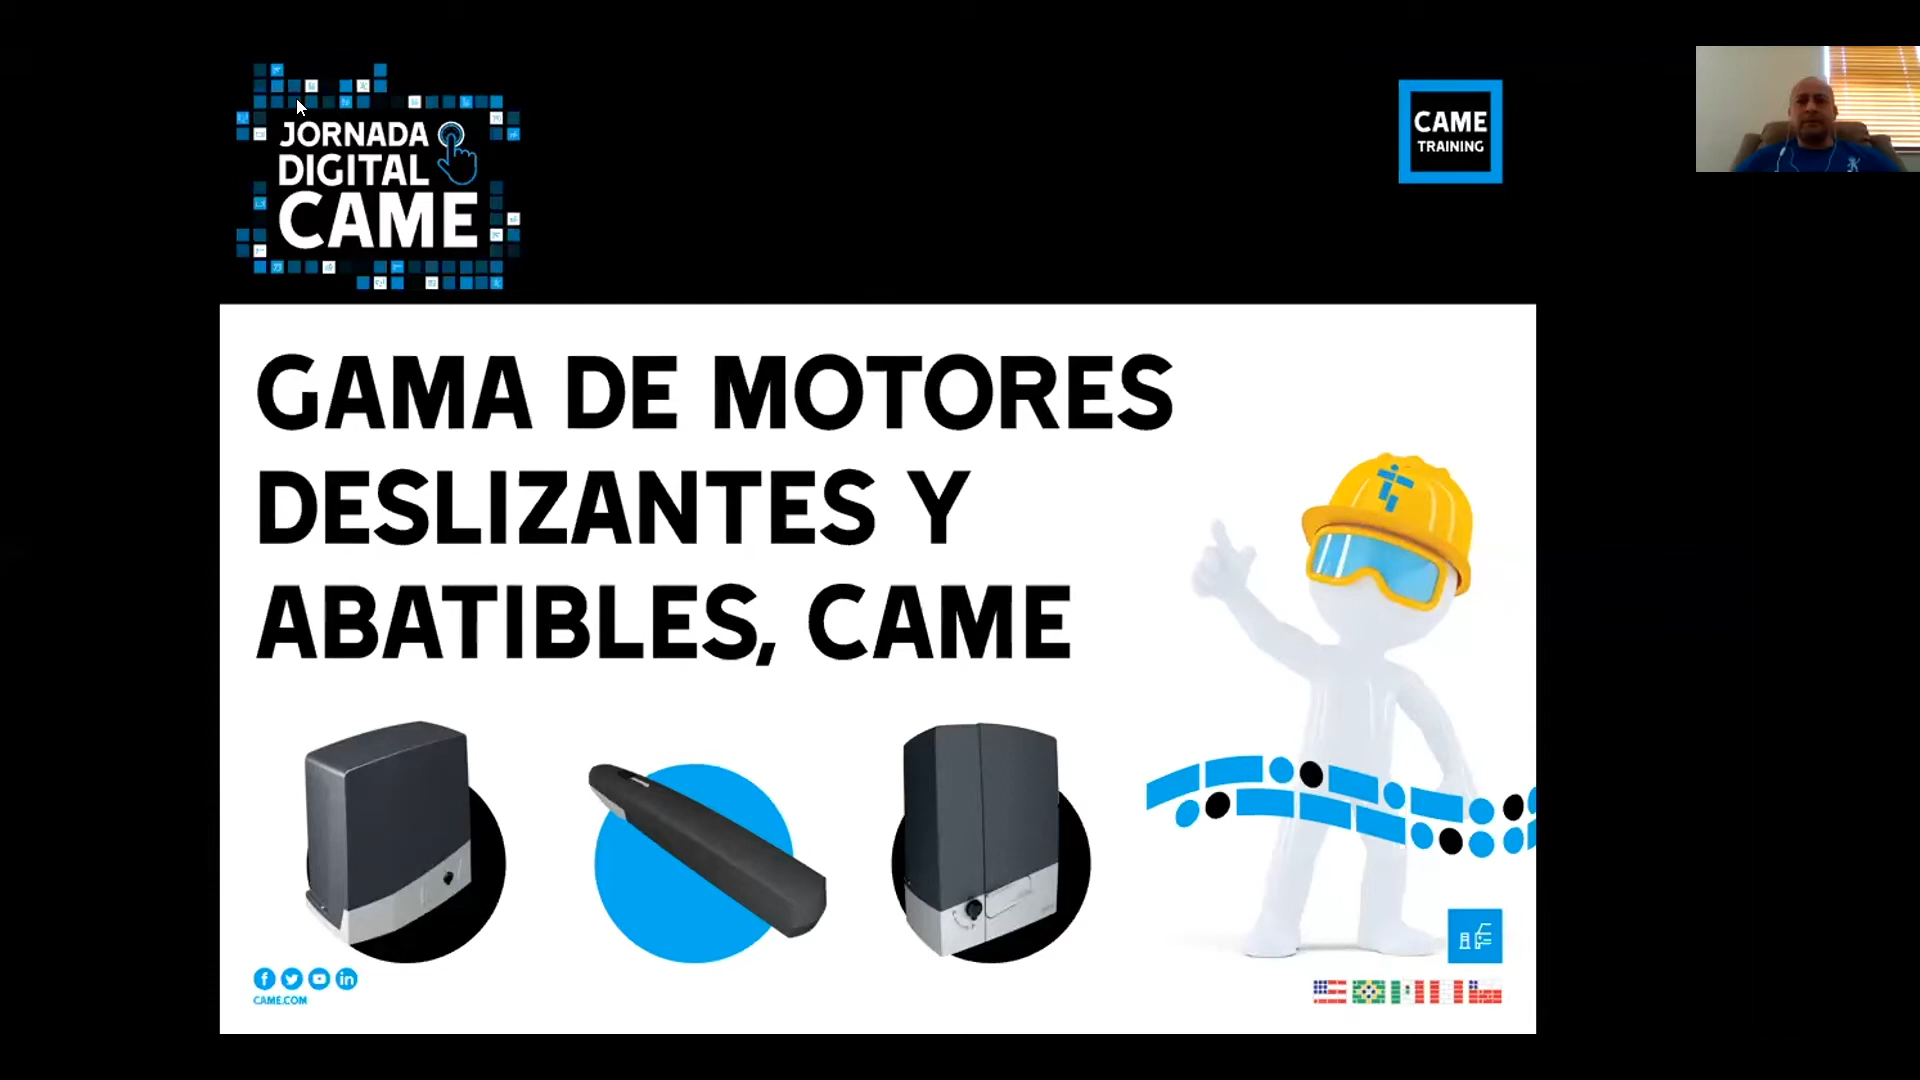 JORNADA
DIGITAL
CAME
CAME
TRAINING
GAMA DE MOTORES
DESLIZANTES Y
ABATIBLES, CAME
CAME.COM